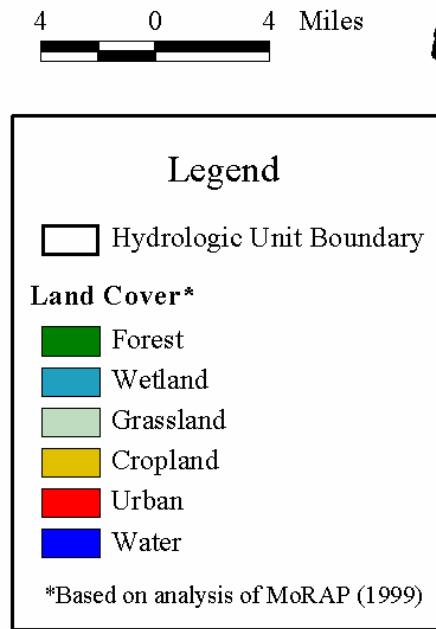 4 0 4 Miles
Legend
Hydrologic Unit Boundary
Land Cover*
Forest
Wetland
Grassland
Cropland
Urban
Water
*Based on analysis of MoRAP (1999)